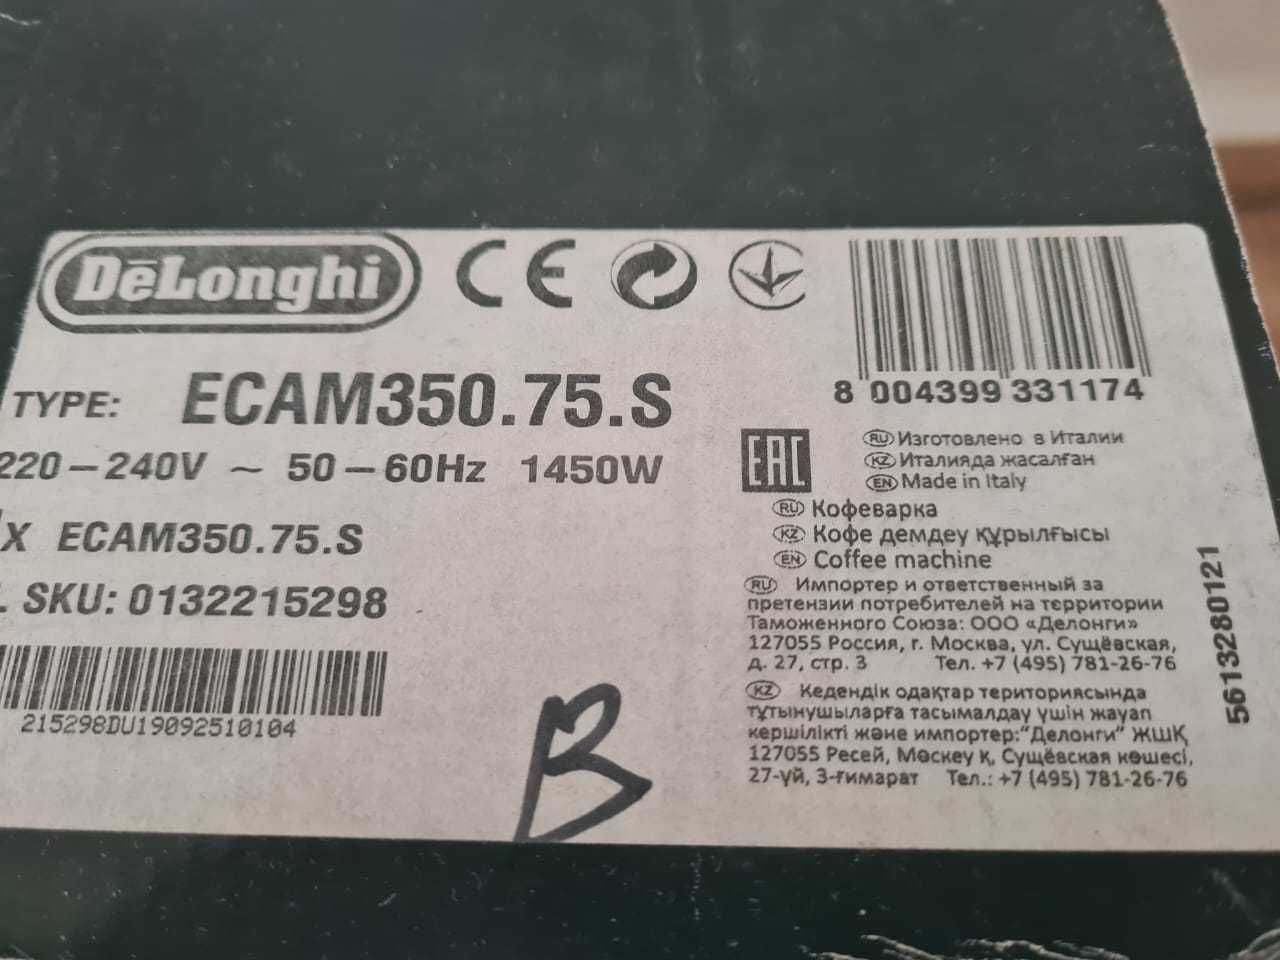 DeLonghi
8 004399 331174
TYPE: ECAM350.75.S
220-240V ~ 50-60Hz 1450W
X ECAM350.75.S
SKU: 0132215298
215298DU19092510104
B
EAC
RU Изготовлено в Италии
KZ Италияда жасалған
EN Made in Italy
RU Кофеварка
KZ Кофе демдеу құрылғысы
EN Coffee machine
RU Импортер и ответственный за
претензии потребителей на территории
Таможенного Союза: ООО «Делонги»
127055 Россия, г. Москва, ул. Сущёвская,
д. 27, стр. 3 Тел. +7 (495) 781-26-76
KZ Кедендік одақтар териториясында
тұтынушыларға тасымалдау үшін жауап
кершілікті және импортер:"Делонги" ЖШҚ
127055 Ресей, Мәскеу қ, Сущёвская көшесі,
27-үй, 3-ғимарат Тел.: +7 (495) 781-26-76
5613280121